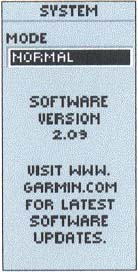 SYSTEM
MODE
NORMAL
SOFTWARE
VERSION
2.09
VISIT WWW.
GARMIN.COM
FOR LATEST
SOFTWARE
UPDATES.